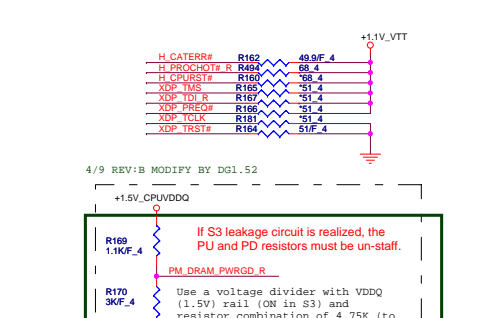 +1.1V_VTT
H_CATERR# R162 49.9/F_4
H_PROCHOT#_R R494 68_4
H_CPURST# R160 *68_4
XDP_TMS R165 *51_4
XDP_TDI_R R167 *51_4
XDP_PREQ# R166 *51_4
XDP_TCLK R181 *51_4
XDP_TRST# R164 51/F_4
4/9 REV:B MODIFY BY DG1.52
+1.5V_CPUVDDQ
If S3 leakage circuit is realized, the
PU and PD resistors must be un-staff.
R169
1.1K/F_4
PM_DRAM_PWRGD_R
R170
3K/F_4
Use a voltage divider with VDDQ
(1.5V) rail (ON in S3) and
resistor combination of 4.75K (to